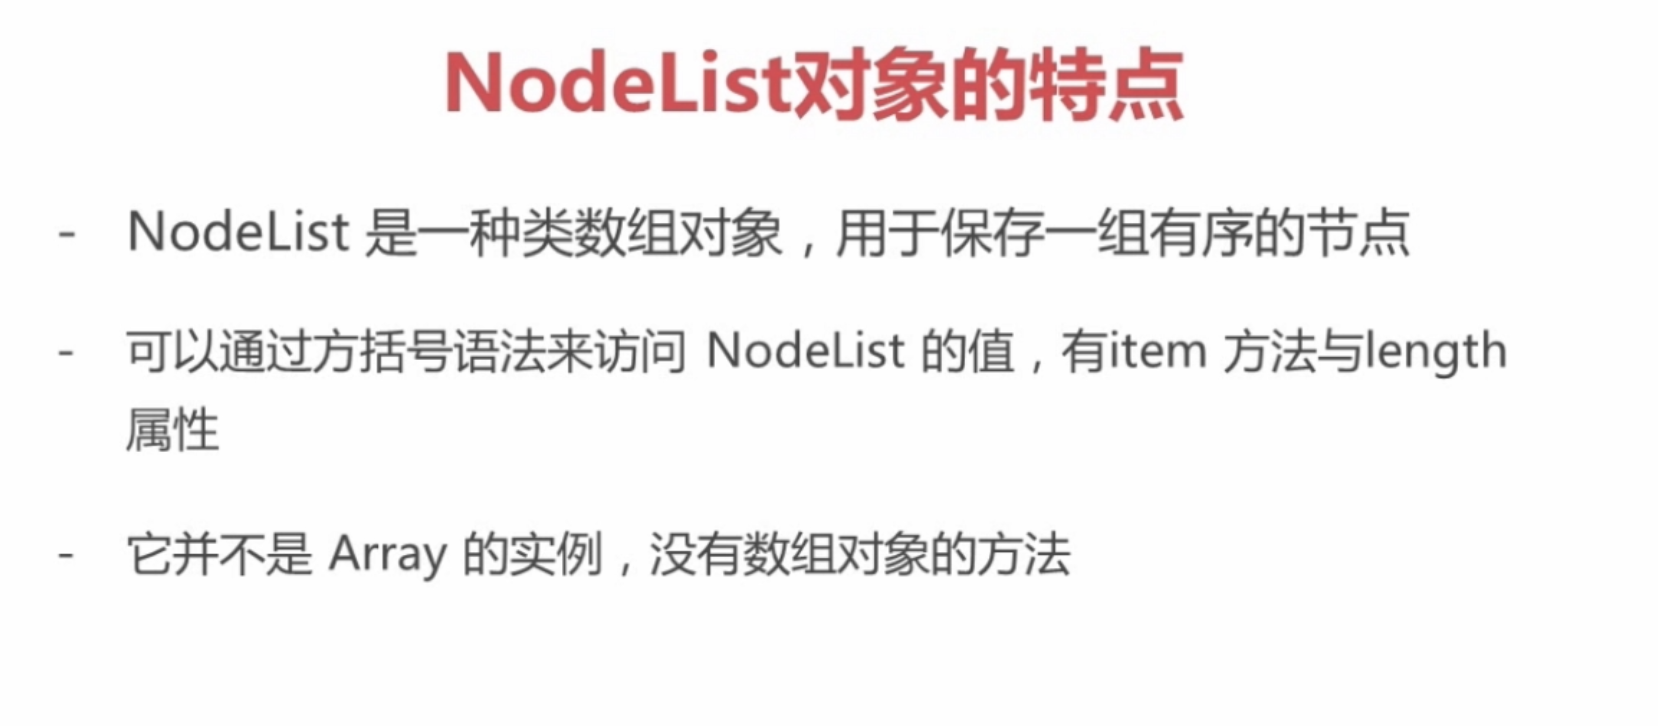 NodeList对象的特点
- NodeList 是一种类数组对象，用于保存一组有序的节点
- 可以通过方括号语法来访问 NodeList 的值，有item 方法与length
属性
- 它并不是 Array 的实例，没有数组对象的方法